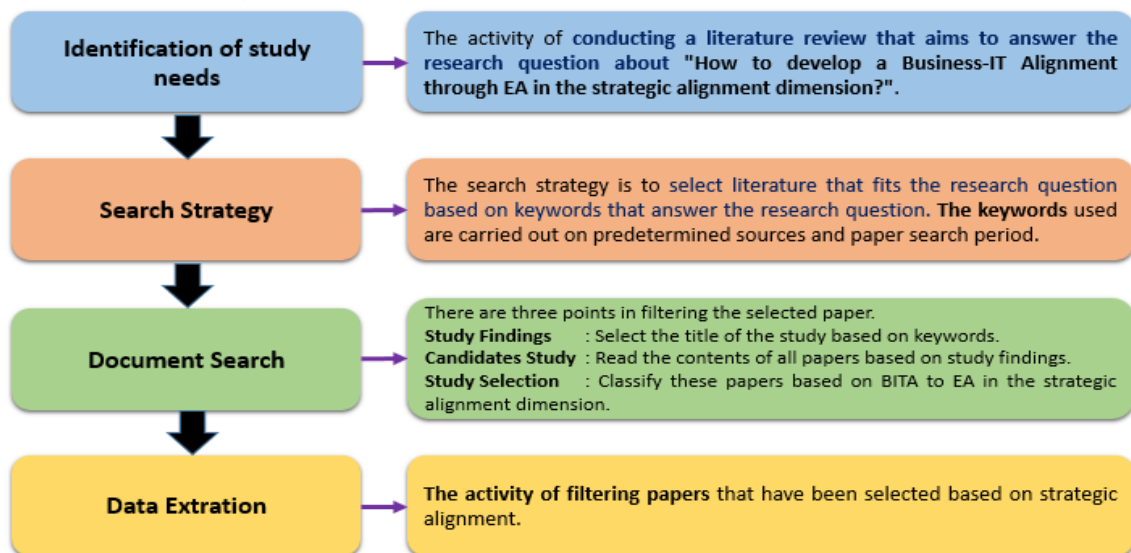 Identification of study
needs
The activity of conducting a literature review that aims to answer the
research question about "How to develop a Business-IT Alignment
through EA in the strategic alignment dimension?".
Search Strategy
The search strategy is to select literature that fits the research question
based on keywords that answer the research question. The keywords used
are carried out on predetermined sources and paper search period.
Document Search
There are three points in filtering the selected paper.
Study Findings : Select the title of the study based on keywords.
Candidates Study : Read the contents of all papers based on study findings.
Study Selection : Classify these papers based on BITA to EA in the strategic
alignment dimension.
Data Extration
The activity of filtering papers that have been selected based on strategic
alignment.